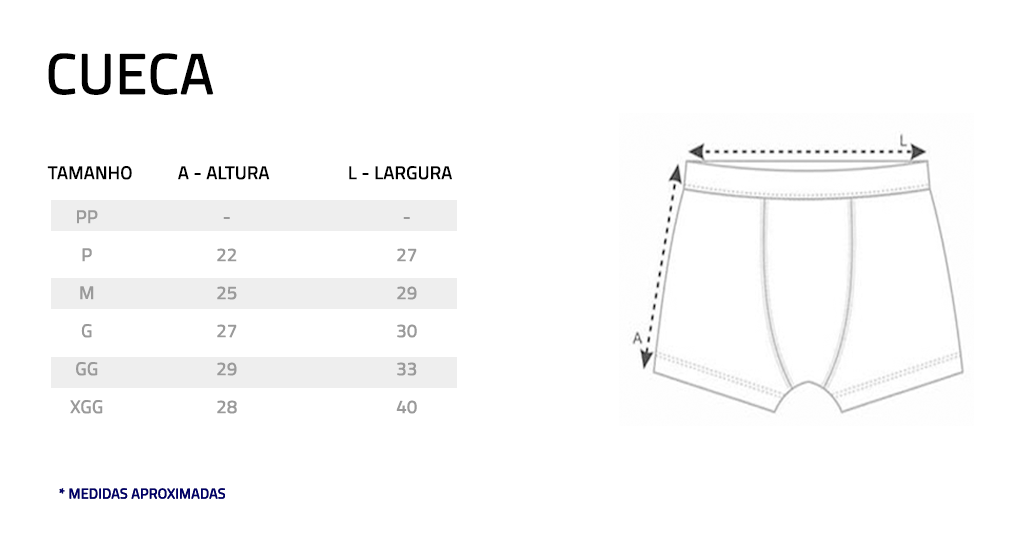 CUECA
TAMANHO A - ALTURA L - LARGURA
PP - -
P 22 27
M 25 29
G 27 30
GG 29 33
XGG 28 40
* MEDIDAS APROXIMADAS
L
A